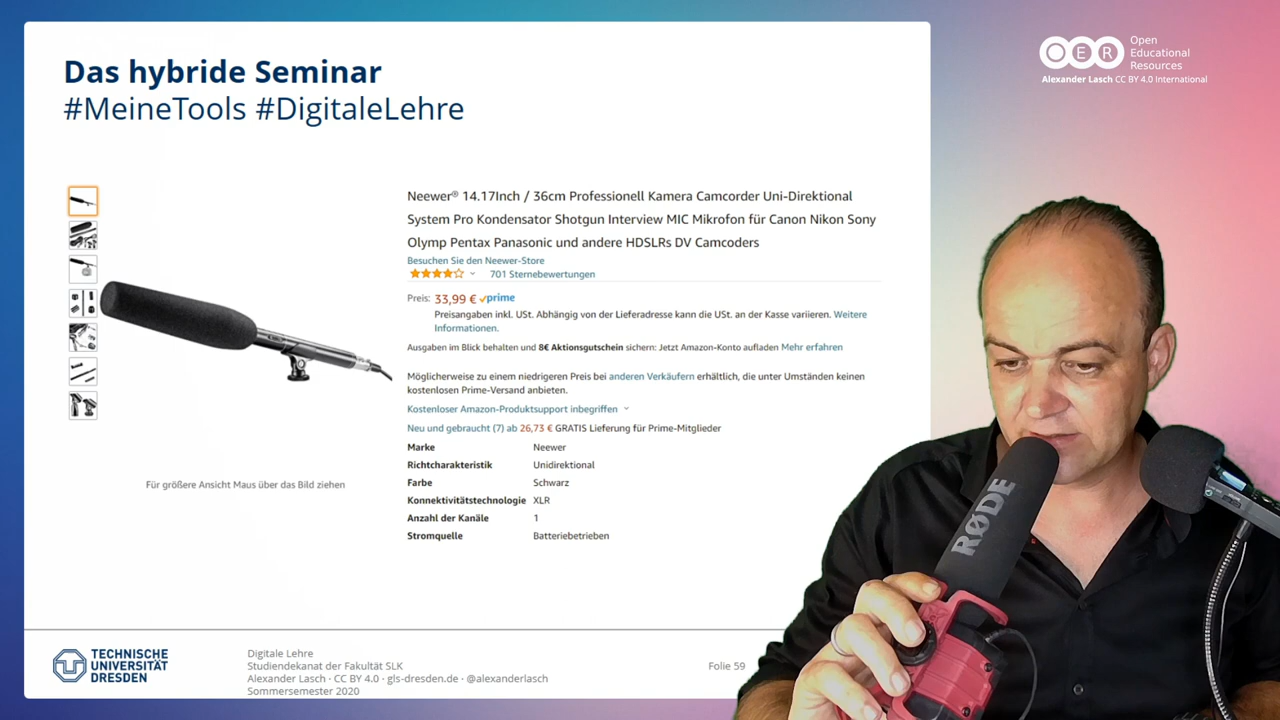 Das hybride Seminar
#MeineTools #DigitaleLehre
OER
Open
Educational
Resources
Alexander Lasch CC BY 4.0 International
Neewer® 14.17Inch / 36cm Professionell Kamera Camcorder Uni-Direktional
System Pro Kondensator Shotgun Interview MIC Mikrofon für Canon Nikon Sony
Olymp Pentax Panasonic und andere HDSLRs DV Camcoders
Besuchen Sie den Neewer-Store
701 Sternebewertungen
Preis: 33,99 € prime
Preisangaben inkl. USt. Abhängig von der Lieferadresse kann die USt. an der Kasse variieren. Weitere
Informationen.
Ausgaben im Blick behalten und 8€ Aktionsgutschein sichern: Jetzt Amazon-Konto aufladen Mehr erfahren
Möglicherweise zu einem niedrigeren Preis bei anderen Verkäufern erhältlich, die unter Umständen keinen
kostenlosen Prime-Versand anbieten.
Kostenloser Amazon-Produktsupport inbegriffen
Neu und gebraucht (7) ab 26,73 € GRATIS Lieferung für Prime-Mitglieder
Marke Neewer
Richtcharakteristik Unidirektional
Farbe Schwarz
Konnektivitätstechnologie XLR
Anzahl der Kanäle 1
Stromquelle Batteriebetrieben
Für größere Ansicht Maus über das Bild ziehen
RØDE
TECHNISCHE
UNIVERSITÄT
DRESDEN
Digitale Lehre
Studiendekanat der Fakultät SLK
Alexander Lasch · CC BY 4.0 · gls-dresden.de · @alexanderlasch
Sommersemester 2020
Folie 59